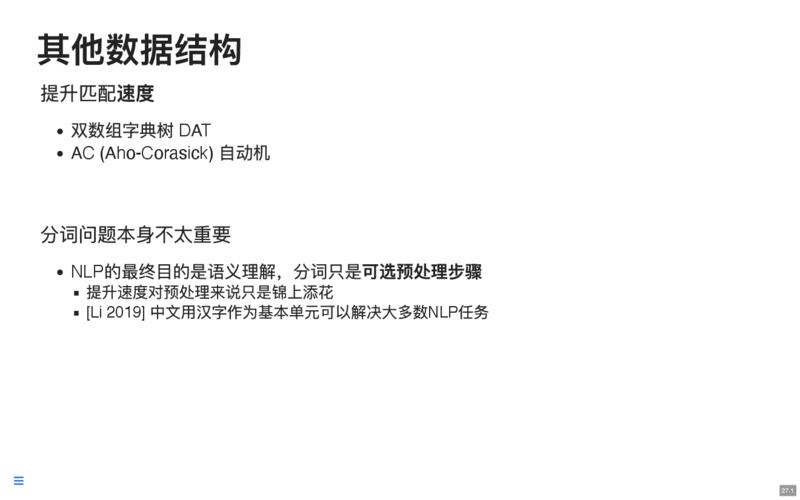 其他数据结构
提升匹配速度
• 双数组字典树 DAT
• AC (Aho-Corasick) 自动机
分词问题本身不太重要
• NLP的最终目的是语义理解，分词只是可选预处理步骤
▪ 提升速度对预处理来说只是锦上添花
▪ [Li 2019] 中文用汉字作为基本单元可以解决大多数NLP任务
27.1